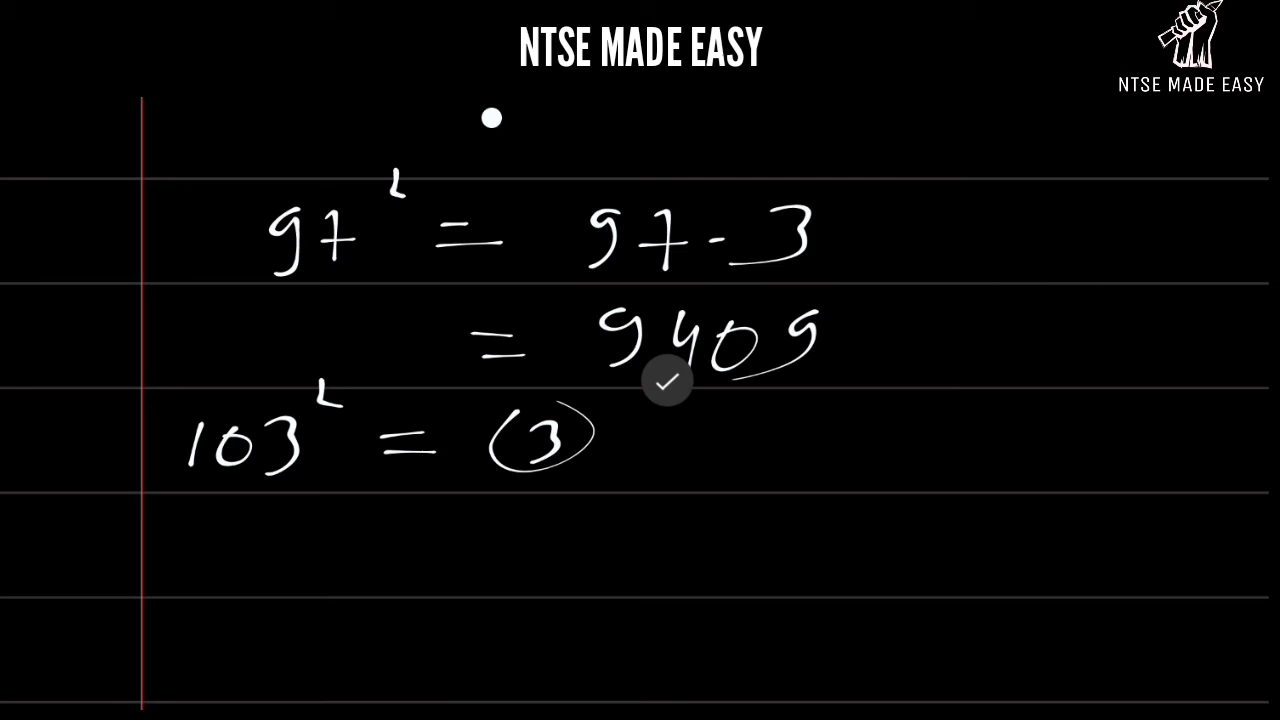 NTSE MADE EASY
NTSE MADE EASY
97² = 97 - 3
= 9409
103² = (3)